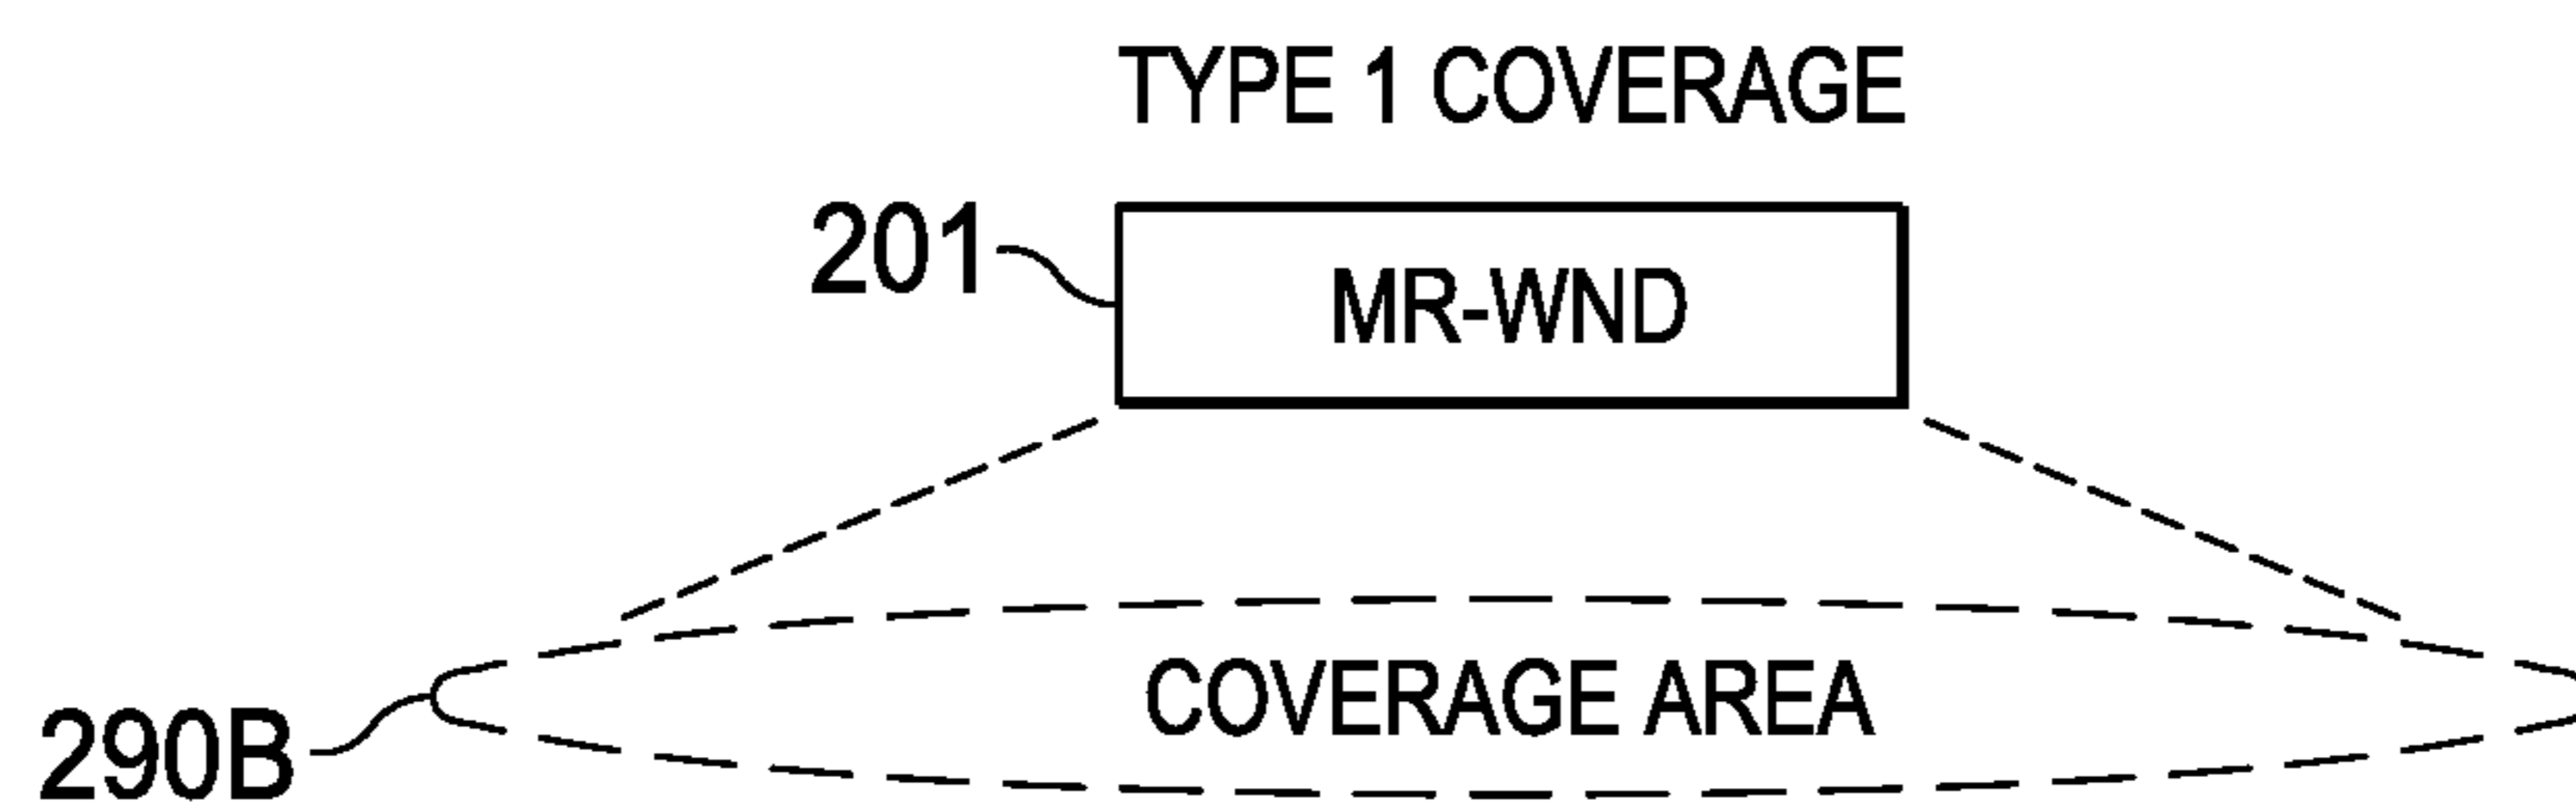 TYPE 1 COVERAGE
201
MR-WND
COVERAGE AREA
290B